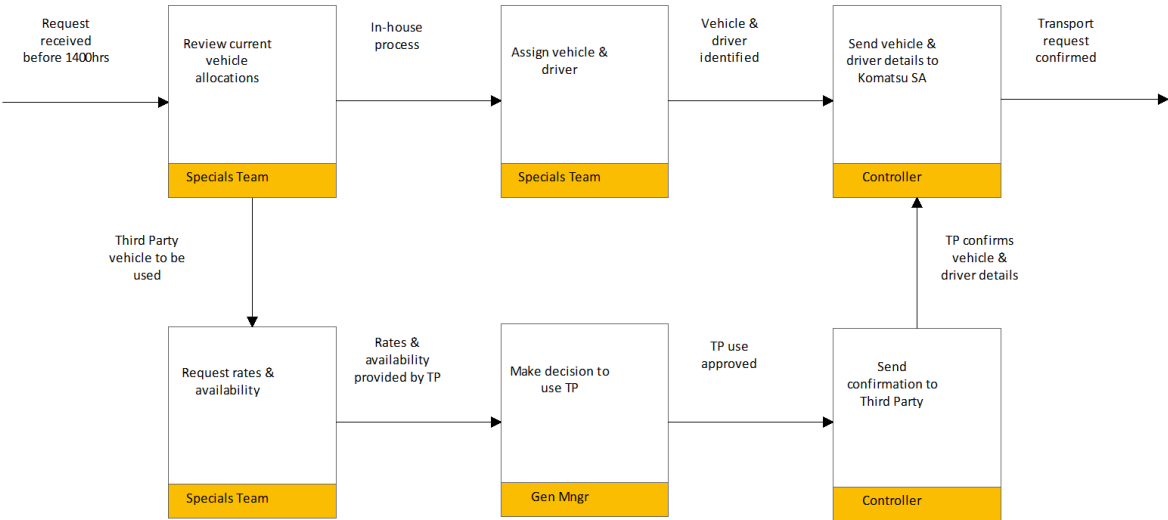 Request
received
before 1400hrs
Review current
vehicle
allocations
Specials Team
In-house
process
Assign vehicle &
driver
Specials Team
Vehicle &
driver
identified
Send vehicle &
driver details to
Komatsu SA
Controller
Transport
request
confirmed
Third Party
vehicle to be
used
Request rates &
availability
Specials Team
Rates &
availability
provided by TP
Make decision to
use TP
Gen Mngr
TP use
approved
Send
confirmation to
Third Party
Controller
TP confirms
vehicle &
driver details